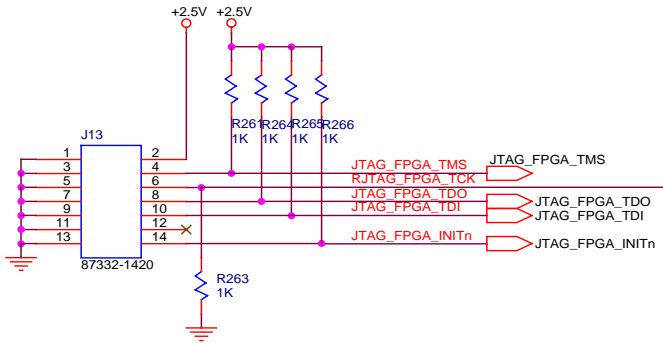 +2.5V
+2.5V
J13
R261
R264
R265
R266
1K
1K
1K
1K
1
2
3
4
5
6
7
8
9
10
11
12
13
14
87332-1420
JTAG_FPGA_TMS
JTAG_FPGA_TMS
RJTAG_FPGA_TCK
JTAG_FPGA_TDO
JTAG_FPGA_TDO
JTAG_FPGA_TDI
JTAG_FPGA_TDI
JTAG_FPGA_INITn
JTAG_FPGA_INITn
R263
1K